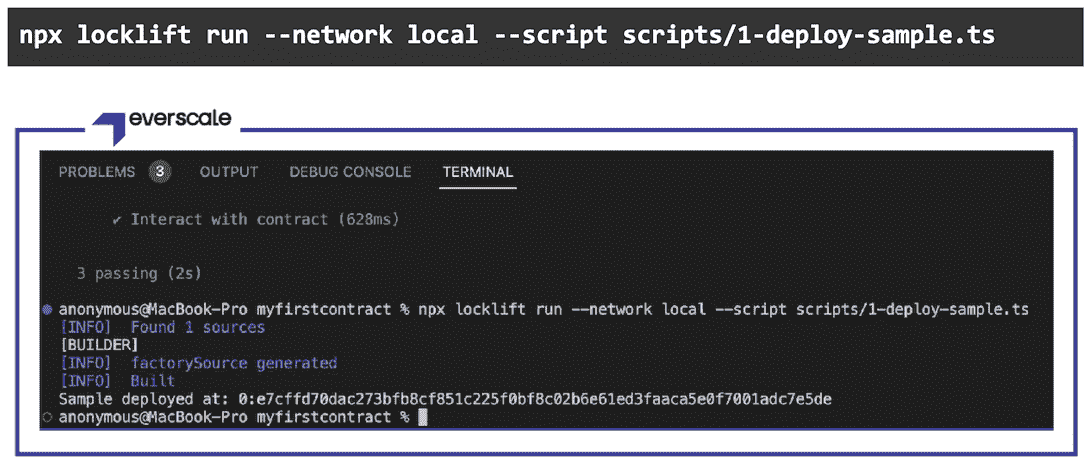 npx locklift run --network local --script scripts/1-deploy-sample.ts
everscale
PROBLEMS 3 OUTPUT DEBUG CONSOLE TERMINAL
✔ Interact with contract (628ms)
3 passing (2s)
anonymous@MacBook-Pro myfirstcontract % npx locklift run --network local --script scripts/1-deploy-sample.ts
[INFO] Found 1 sources
[BUILDER]
[INFO] factorySource generated
[INFO] Built
Sample deployed at: 0:e7cffd70dac273bfb8cf851c225f0bf8c02b6e61ed3faaca5e0f7001adc7e5de
anonymous@MacBook-Pro myfirstcontract %